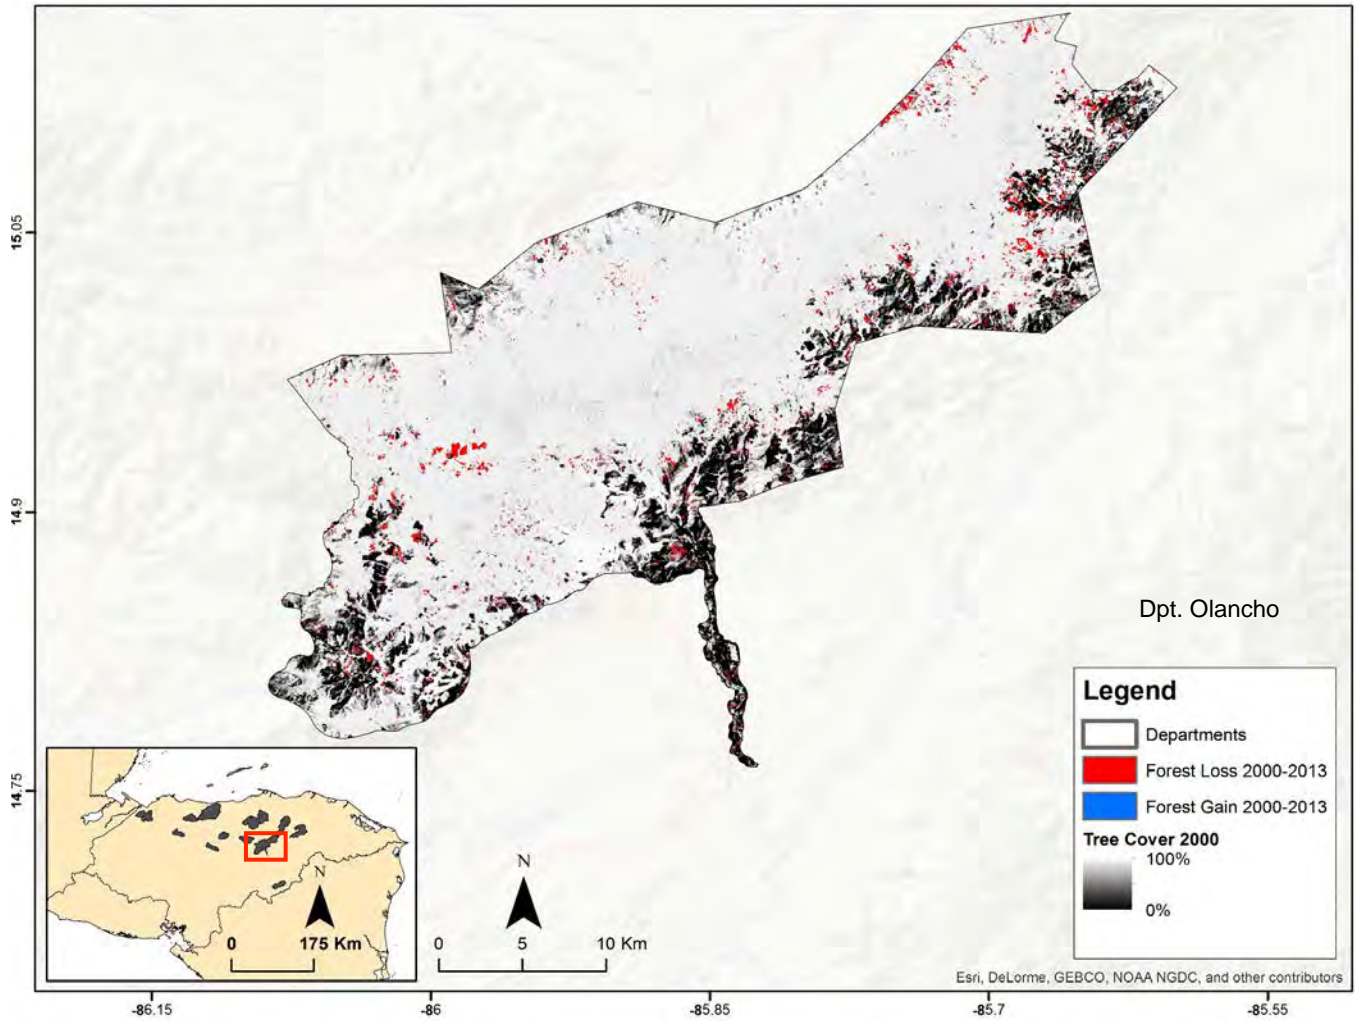 15.05
14.9
14.75
Dpt. Olancho
Legend
Departments
Forest Loss 2000-2013
Forest Gain 2000-2013
Tree Cover 2000
100%
0%
N
0 175 Km
N
0 5 10 Km
Esri, DeLorme, GEBCO, NOAA NGDC, and other contributors
-86.15 -86 -85.85 -85.7 -85.55